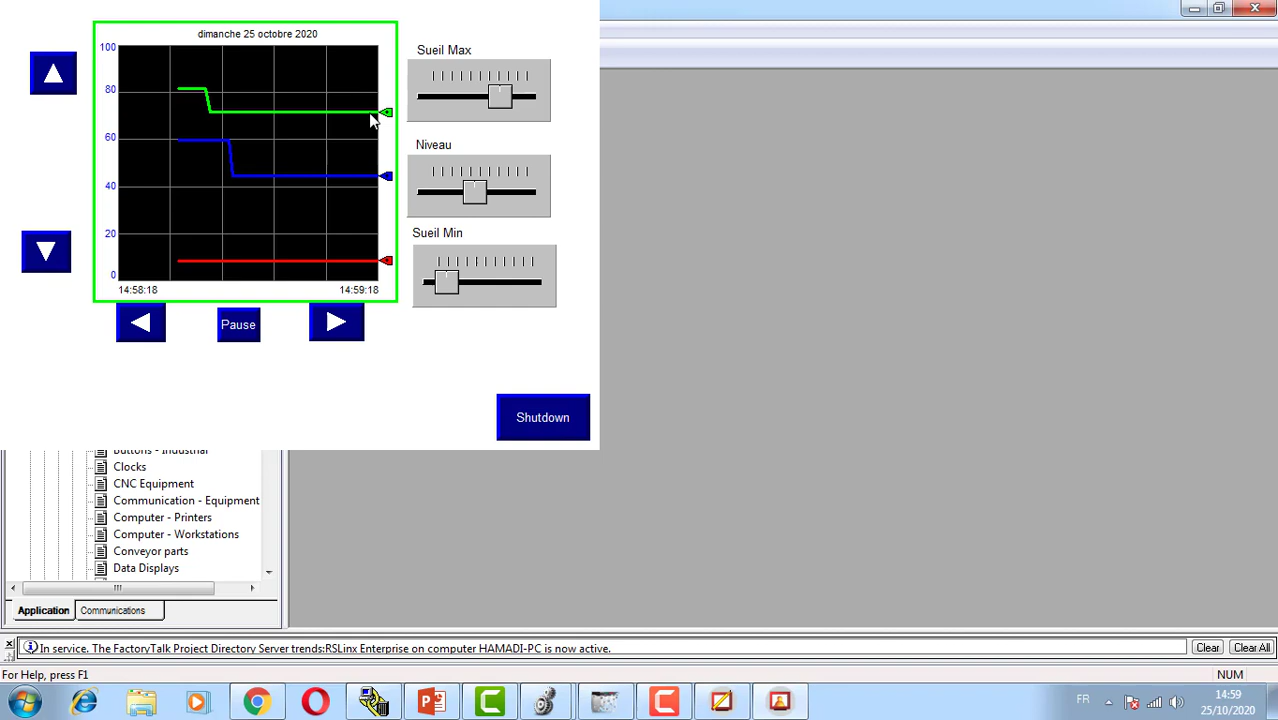 dimanche 25 octobre 2020
100
80
60
40
20
0
14:58:18
14:59:18
Sueil Max
Niveau
Sueil Min
Pause
Shutdown
Buttons - Industrial
Clocks
CNC Equipment
Communication - Equipment
Computer - Printers
Computer - Workstations
Conveyor parts
Data Displays
Application
Communications
In service. The FactoryTalk Project Directory Server trends:RSLinx Enterprise on computer HAMADI-PC is now active.
Clear
Clear All
For Help, press F1
NUM
FR
14:59
25/10/2020